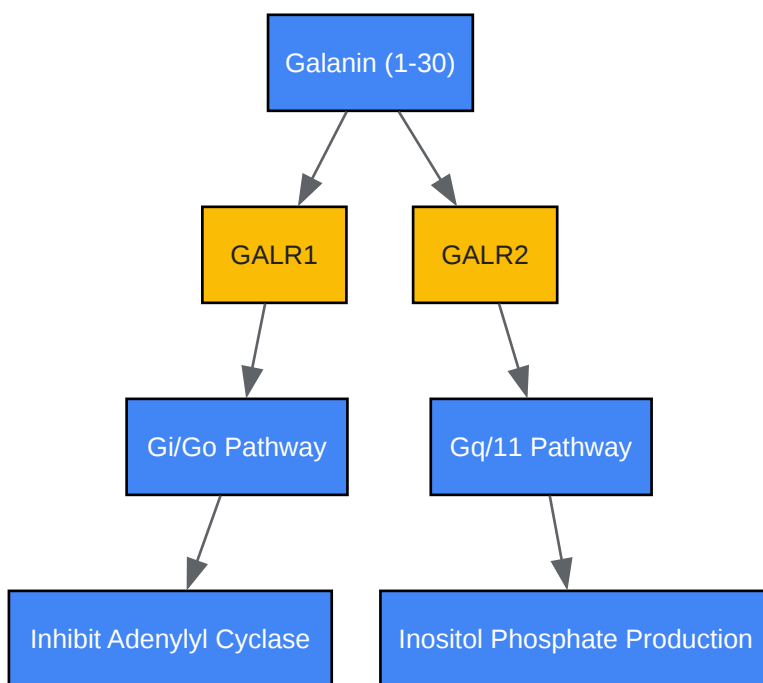 Galanin (1-30)
GALR1
GALR2
Gi/Go Pathway
Gq/11 Pathway
Inhibit Adenylyl Cyclase
Inositol Phosphate Production